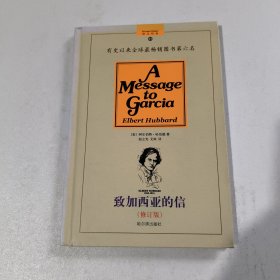 有史以来全球最畅销图书第六名
A
Message
to
Garcia
Elbert Hubbard
致加西亚的信
(修订版)
哈尔滨出版社